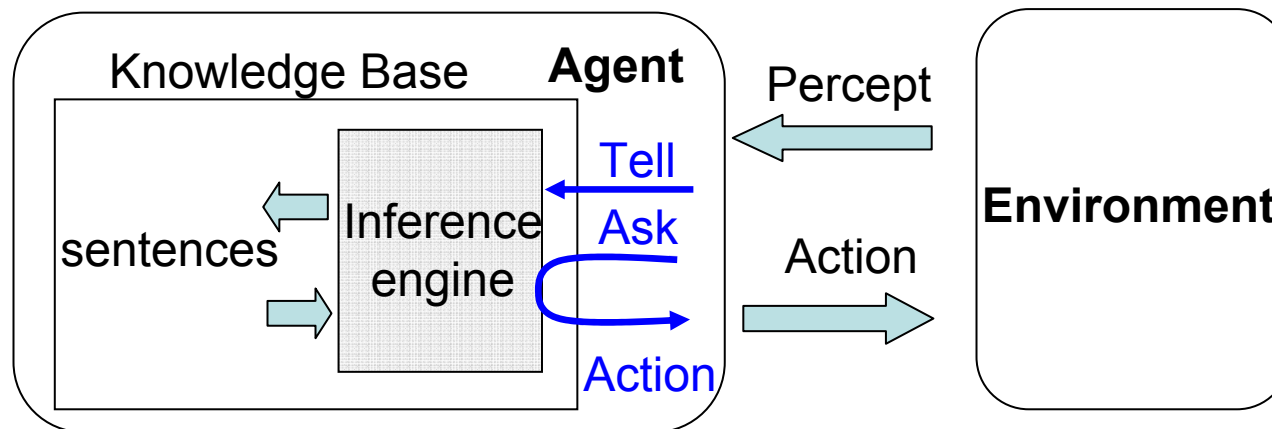 Knowledge Base
Agent
Percept
Tell
Inference
engine
sentences
Ask
Environment
Action
Action